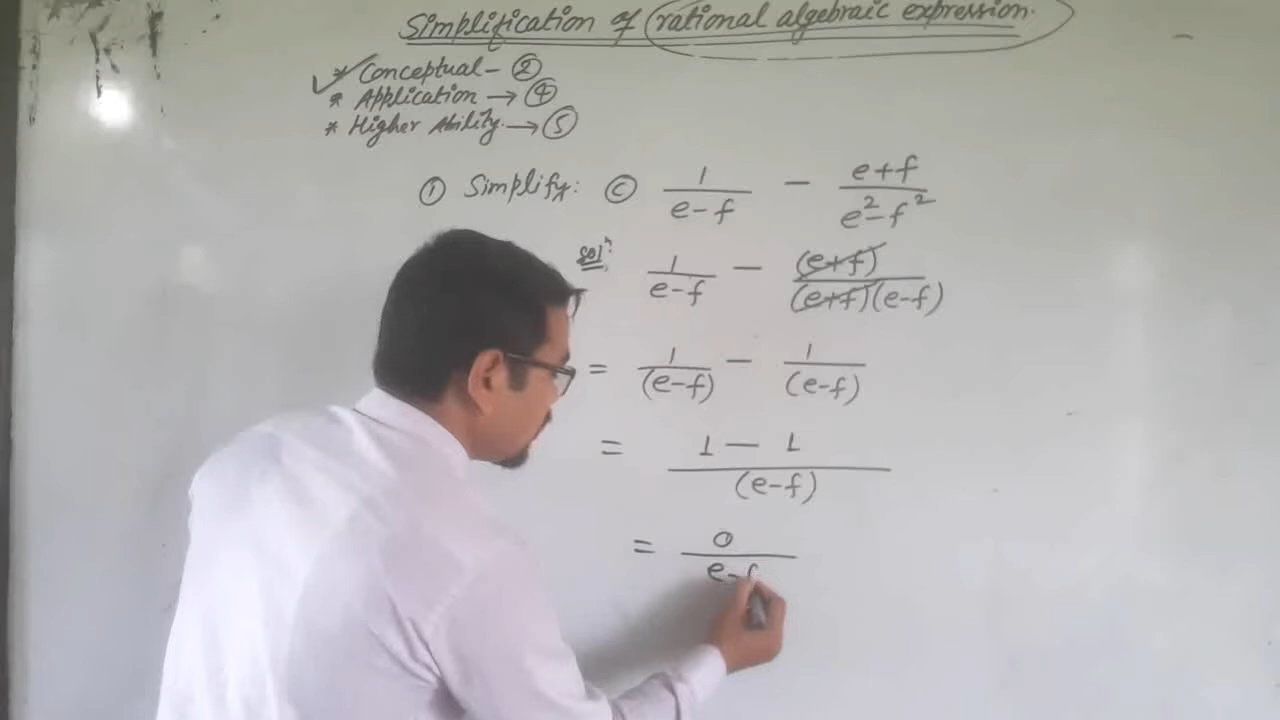 Simplification of rational algebraic expression.
* Conceptual - ②
* Application → ④
* Higher Ability. → ⑤
① Simplify: ⓒ 1/(e-f) - (e+f)/(e²-f²)
Solⁿ: 1/(e-f) - (e+f)/((e+f)(e-f))
= 1/(e-f) - 1/(e-f)
= (1 - 1)/(e-f)
= 0/(e-f